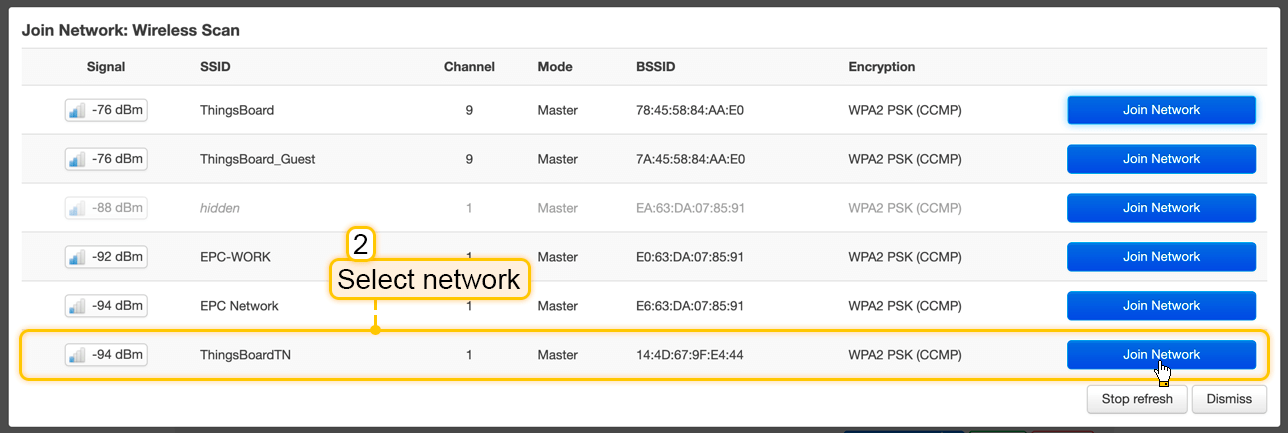 Join Network: Wireless Scan
Signal SSID Channel Mode BSSID Encryption
-76 dBm ThingsBoard 9 Master 78:45:58:84:AA:E0 WPA2 PSK (CCMP) Join Network
-76 dBm ThingsBoard_Guest 9 Master 7A:45:58:84:AA:E0 WPA2 PSK (CCMP) Join Network
-88 dBm hidden 1 Master EA:63:DA:07:85:91 WPA2 PSK (CCMP) Join Network
2
-92 dBm EPC-WORK 1 Master E0:63:DA:07:85:91 WPA2 PSK (CCMP) Join Network
Select network
-94 dBm EPC Network 1 Master E6:63:DA:07:85:91 WPA2 PSK (CCMP) Join Network
-94 dBm ThingsBoardTN 1 Master 14:4D:67:9F:E4:44 WPA2 PSK (CCMP) Join Network
Stop refresh Dismiss